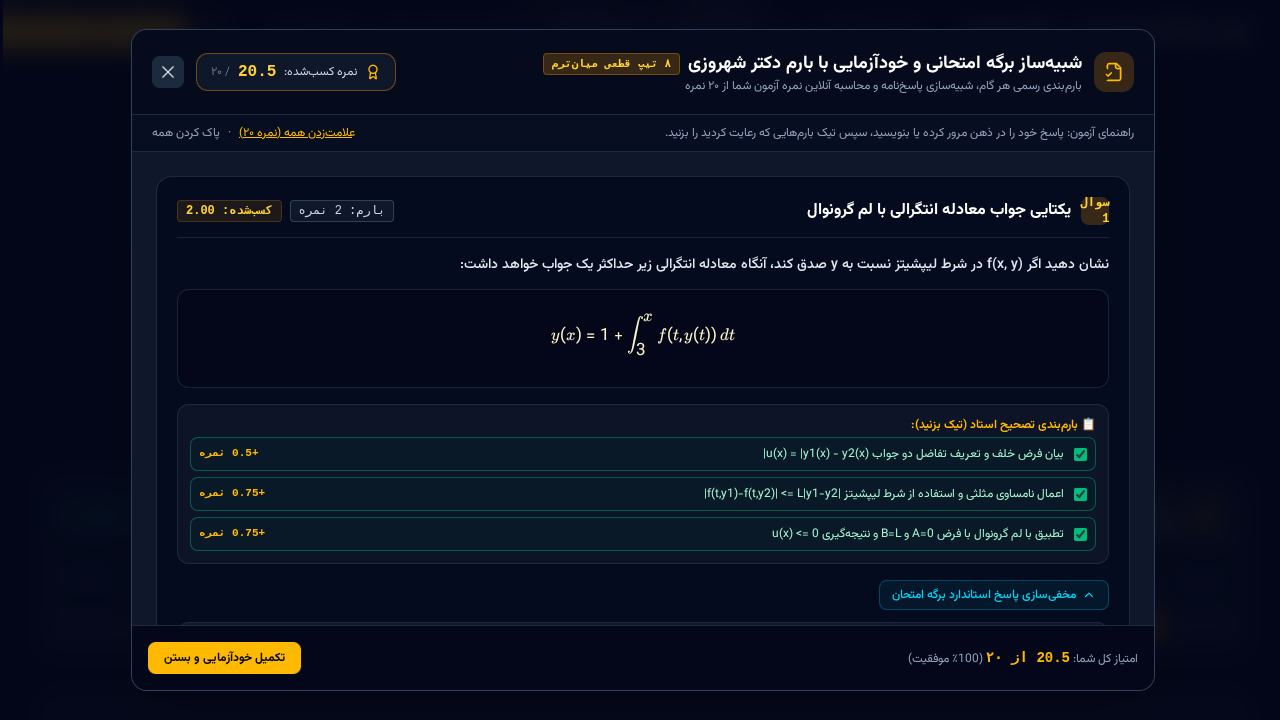 شبیه‌ساز برگه امتحانی و خودآزمایی با بارم دکتر شهروزی
۸ تیپ قطعی میان‌ترم
بارم‌بندی رسمی هر گام، شبیه‌سازی پاسخ‌نامه و محاسبه آنلاین نمره آزمون شما از ۲۰ نمره
نمره کسب‌شده: 20.5 / ۲۰
راهنمای آزمون: پاسخ خود را در ذهن مرور کرده یا بنویسید، سپس تیک بارم‌هایی که رعایت کردید را بزنید.
علامت‌زدن همه (نمره ۲۰) · پاک کردن همه
سوال 1
یکتایی جواب معادله انتگرالی با لم گرونوال
بارم: 2 نمره
کسب‌شده: 2.00
نشان دهید اگر f(x, y) در شرط لیپشیتز نسبت به y صدق کند، آنگاه معادله انتگرالی زیر حداکثر یک جواب خواهد داشت:
y(x) = 1 + ∫₃ˣ f(t,y(t)) dt
📋 بارم‌بندی تصحیح استاد (تیک بزنید):
بیان فرض خلف و تعریف تفاضل دو جواب u(x) = |y1(x) - y2(x)|
+0.5 نمره
اعمال نامساوی مثلثی و استفاده از شرط لیپشیتز |f(t,y1)-f(t,y2)| <= L|y1-y2|
+0.75 نمره
تطبیق با لم گرونوال با فرض A=0 و B=L و نتیجه‌گیری u(x) <= 0
+0.75 نمره
مخفی‌سازی پاسخ استاندارد برگه امتحان
امتیاز کل شما: 20.5 از ۲۰ (100٪ موفقیت)
تکمیل خودآزمایی و بستن